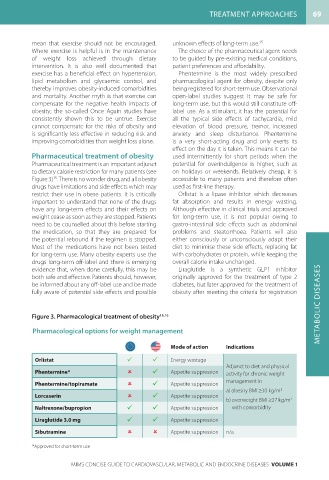 TREATMENT APPROACHES 69
mean that exercise should not be encouraged.
Where exercise is helpful is in the maintenance
of weight loss achieved through dietary
intervention. It is also well documented that
exercise has a beneficial effect on hypertension,
lipid metabolism and glycaemic control, and
thereby improves obesity-induced comorbidities
and mortality. Another myth is that exercise can
compensate for the negative health impacts of
obesity, the so-called Once Again studies have
consistently shown this to be untrue. Exercise
cannot compensate for the risks of obesity and
is significantly less effective in reducing risk and
improving comorbidities than weight loss alone.
Pharmaceutical treatment of obesity
Pharmaceutical treatment is an important adjunct
to dietary calorie restriction for many patients (see
Figure 3). There is no wonder drug, and all obesity
drugs have limitations and side effects which may
restrict their use in obese patients. It is critically
important to understand that none of the drugs
have any long-term effects and their effects on
weight cease as soon as they are stopped. Patients
need to be counselled about this before starting
the medication, so that they are prepared for
the potential rebound if the regimen is stopped.
Most of the medications have not been tested
for long-term use. Many obesity experts use the
drugs long-term off-label and there is emerging
evidence that, when done carefully, this may be
both safe and effective. Patients should, however,
be informed about any off-label use and be made
fully aware of potential side effects and possible
unknown effects of long-term use.
The choice of the pharmaceutical agent needs
to be guided by pre-existing medical conditions,
patient preferences and affordability.
Phentermine is the most widely prescribed
pharmacological agent for obesity, despite only
being registered for short-term use. Observational
open-label studies suggest it may be safe for
long-term use, but this would still constitute off-
label use. As a stimulant, it has the potential for
all the typical side effects of tachycardia, mild
elevation of blood pressure, tremor, increased
anxiety and sleep disturbance. Phentermine
is a very short-acting drug and only exerts its
effect on the day it is taken. This means it can be
used intermittently for short periods when the
potential for overindulgence is higher, such as
on holidays or weekends. Relatively cheap, it is
accessible to many patients and therefore often
used as first-line therapy.
Orlistat is a lipase inhibitor which decreases
fat absorption and results in energy wasting.
Although effective in clinical trials and approved
for long-term use, it is not popular owing to
gastro-intestinal side effects such as abdominal
problems and steatorrhoea. Patients will also
either consciously or unconsciously adapt their
diet to minimise these side effects, replacing fat
with carbohydrates or protein, while keeping the
overall calorie intake unchanged.
Liraglutide is a synthetic GLP1 inhibitor
originally approved for the treatment of type 2
diabetes, but later approved for the treatment of
obesity after meeting the criteria for registration
METABOLIC DISEASES
Figure 3. Pharmacological treatment of obesity
Pharmacological options for weight management
Mode of action Indications
Orlistat ✓ ✓ Energy wastage
Phentermine* ✗ ✓ Appetite suppression
Phentermine/topiramate ✗ ✓ Appetite suppression
Lorcaserin ✗ ✓ Appetite suppression
Naltrexone/bupropion ✓ ✓ Appetite suppression
Liraglutide 3.0 mg ✓ ✓ Appetite suppression
Adjunct to diet and physical
activity for chronic weight
management in
a) obesity BMI ≥30 kg/m²
b) overweight BMI ≥27 kg/m²
with comorbidity
Sibutramine ✗ ✗ Appetite suppression n/a
*Approved for short-term use
MIMS CONCISE GUIDE TO CARDIOVASCULAR, METABOLIC AND ENDOCRINE DISEASES VOLUME 1